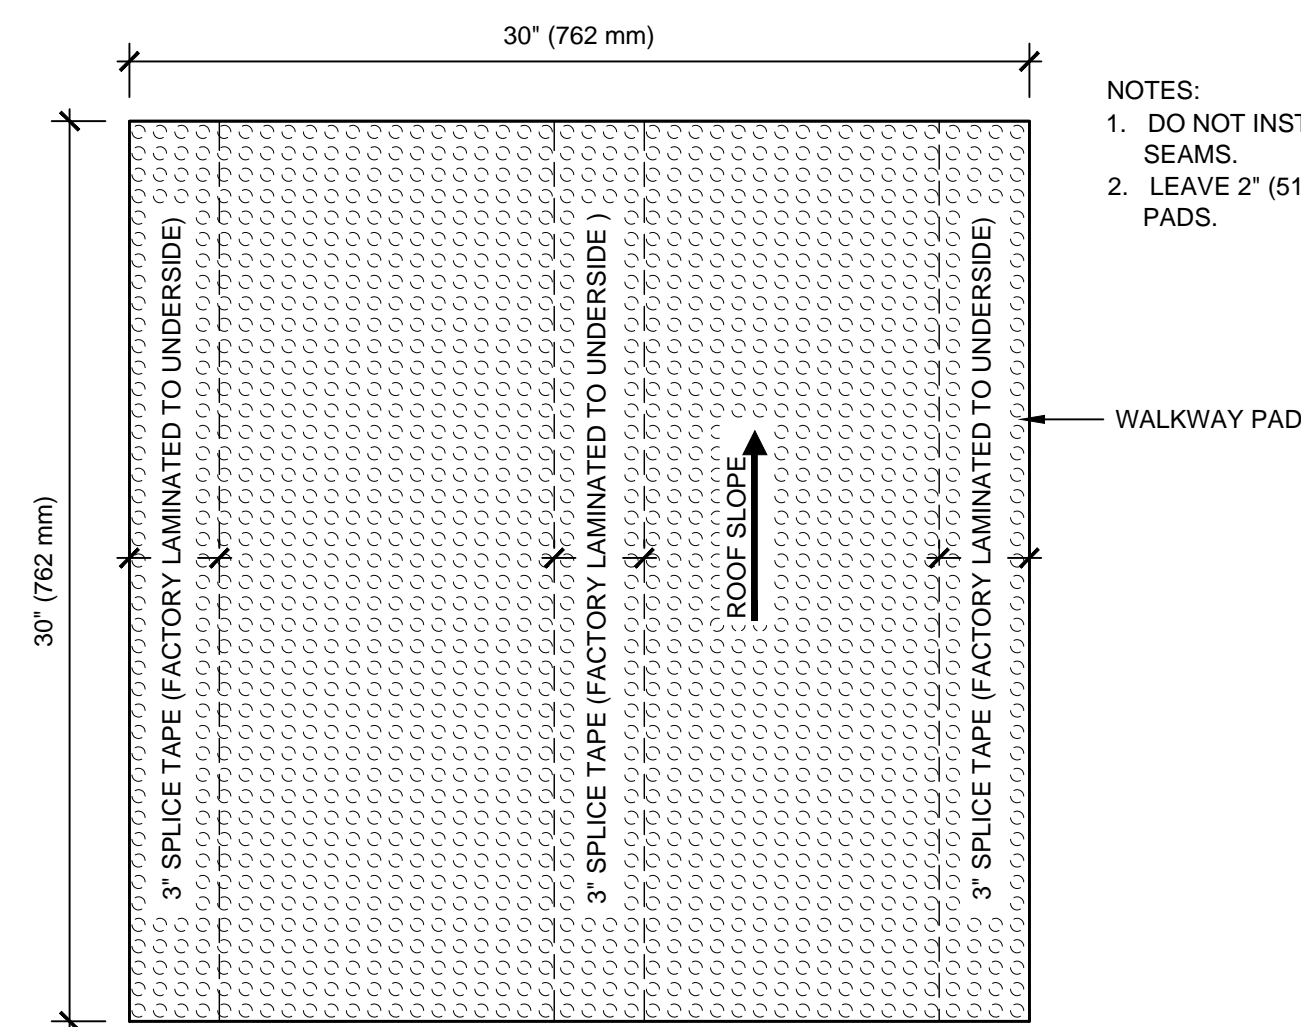 30" (762 mm)
NOTES:
1. DO NOT
SEAMS.
2. LEAVE 2"
PADS.
3" SPLICE TAPE (FACTORY LAMINATED TO UNDERSIDE)
3" SPLICE TAPE (FACTORY LAMINATED TO UNDERSIDE )
3" SPLICE TAPE (FACTORY LAMINATED TO UNDERSIDE)
WALKWAY PAD
ROOF SLOPE
30" (762 mm)